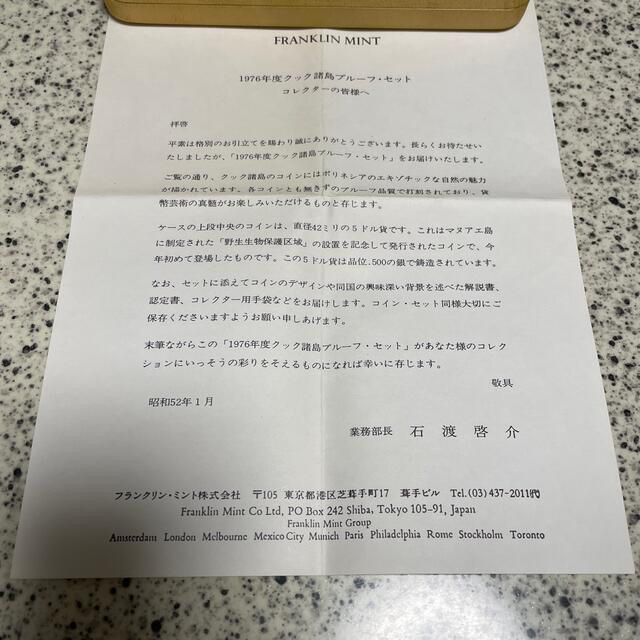 FRANKLIN MINT
1976年度クック諸島プルーフ・セット
コレクターの皆様へ
拝啓
平素は格別のお引立てを賜わり誠にありがとうございます。長らくお待たせい
たしましたが、「1976年度クック諸島プルーフ・セット」をお届けいたします。
ご覧の通り、クック諸島のコインにはポリネシアのエキゾチックな自然の魅力
が描かれています。各コインとも無きずのプルーフ品質で打刻されており、貨
幣芸術の真髄がお楽しみいただけるものと存じます。
ケースの上段中央のコインは、直径42ミリの5ドル貨です。これはマヌアエ島
に制定された「野生生物保護区域」の設置を記念して発行されたコインで、今
年初めて登場したものです。この5ドル貨は品位.500の銀で鋳造されています。
なお、セットに添えてコインのデザインや同国の興味深い背景を述べた解説書、
認定書、コレクター用手袋などをお届けします。コイン・セット同様大切にご
保存くださいますようお願い申しあげます。
末筆ながらこの「1976年度クック諸島プルーフ・セット」があなた様のコレク
ションにいっそうの彩りをそえるものになれば幸いに存じます。
敬具
昭和52年1月
業務部長 石渡啓介
フランクリン・ミント株式会社 〒105 東京都港区芝葺手町17 葺手ビル Tel.(03)437-2011代
Franklin Mint Co Ltd, PO Box 242 Shiba, Tokyo 105-91, Japan
Franklin Mint Group
Amsterdam London Melbourne Mexico City Munich Paris Philadelphia Rome Stockholm Toronto